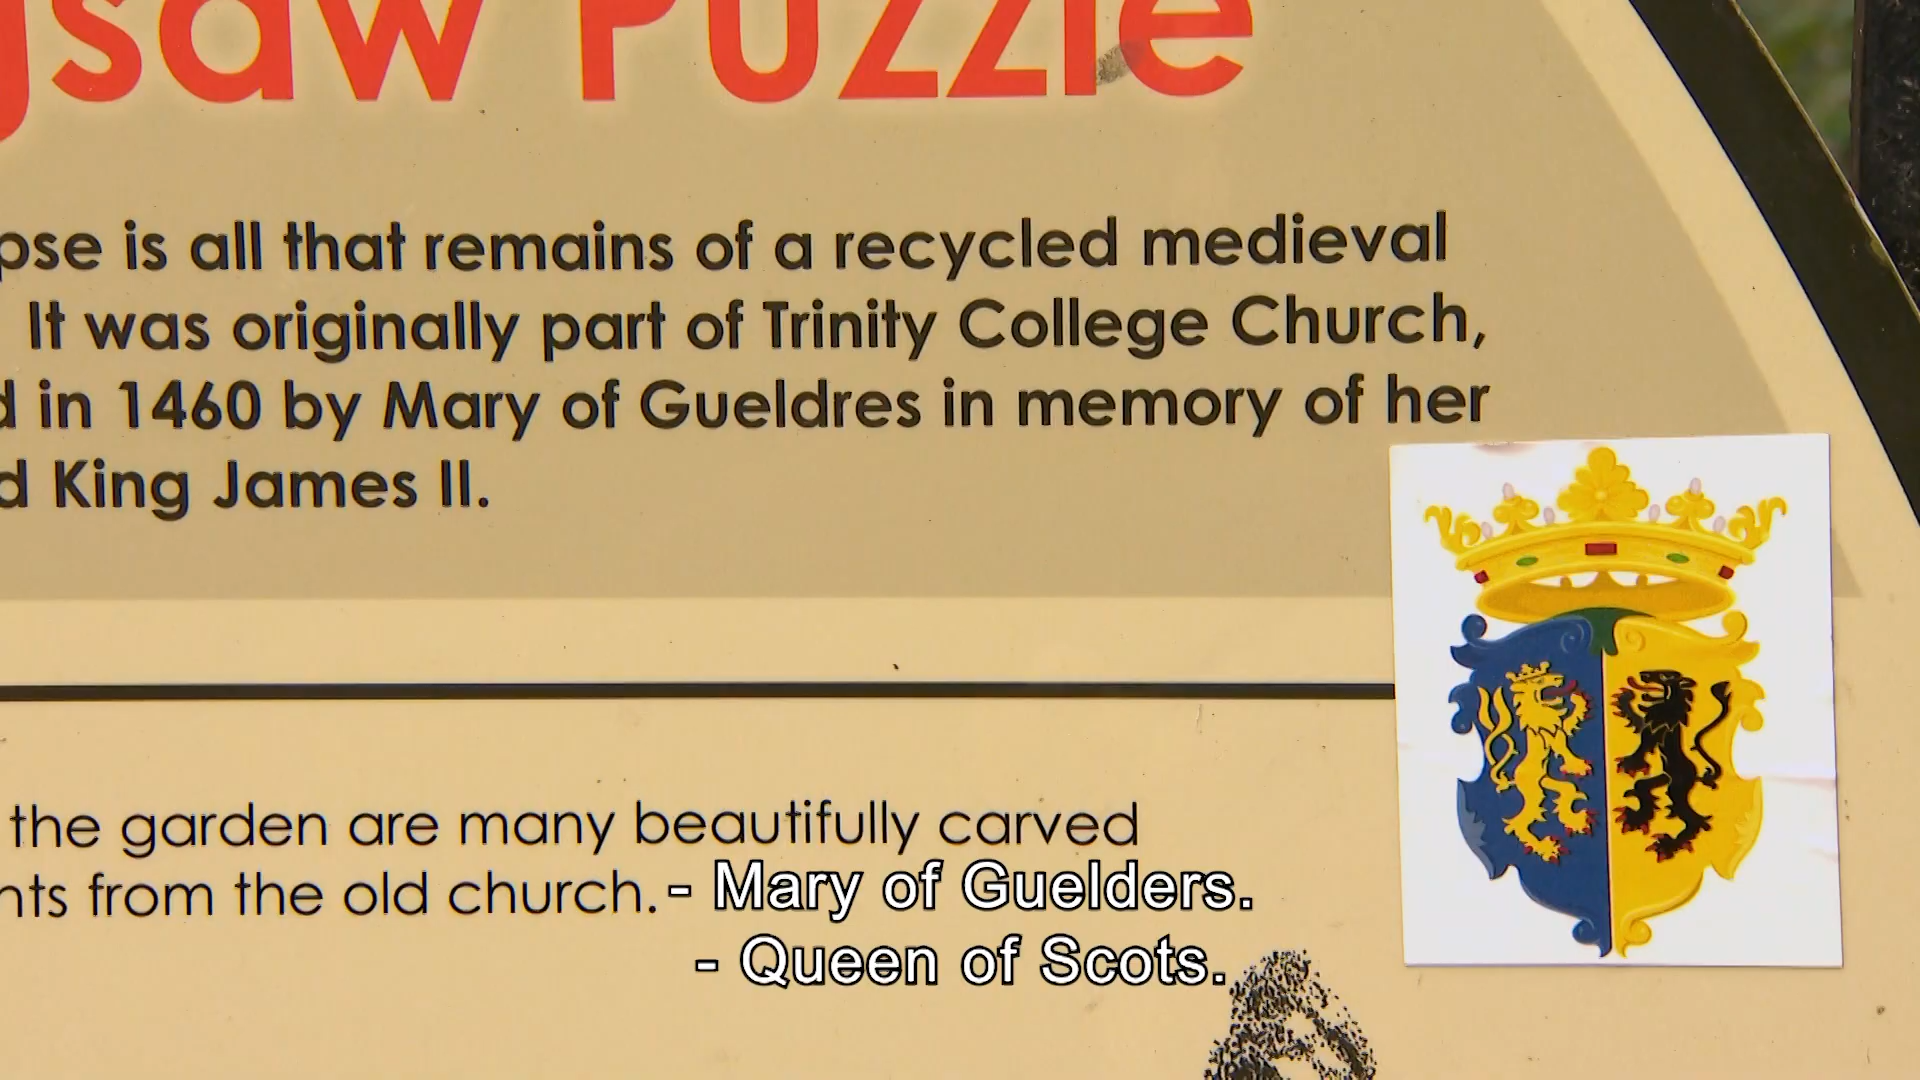 gsaw Puzzle
pse is all that remains of a recycled medieval
It was originally part of Trinity College Church,
d in 1460 by Mary of Gueldres in memory of her
d King James II.
the garden are many beautifully carved
nts from the old church.
- Mary of Guelders.
- Queen of Scots.